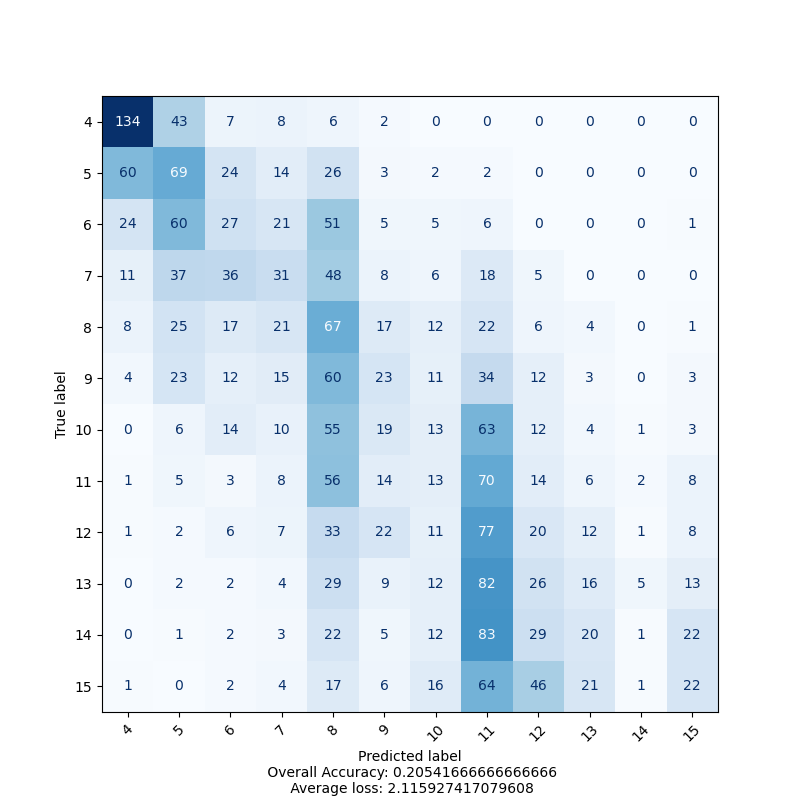 4 134 43 7 8 6 2 0 0 0 0 0 0
5 60 69 24 14 26 3 2 2 0 0 0 0
6 24 60 27 21 51 5 5 6 0 0 0 1
7 11 37 36 31 48 8 6 18 5 0 0 0
8 8 25 17 21 67 17 12 22 6 4 0 1
9 4 23 12 15 60 23 11 34 12 3 0 3
True label
10 0 6 14 10 55 19 13 63 12 4 1 3
11 1 5 3 8 56 14 13 70 14 6 2 8
12 1 2 6 7 33 22 11 77 20 12 1 8
13 0 2 2 4 29 9 12 82 26 16 5 13
14 0 1 2 3 22 5 12 83 29 20 1 22
15 1 0 2 4 17 6 16 64 46 21 1 22
4 5 6 7 8 9 10 11 12 13 14 15
Predicted label
Overall Accuracy: 0.20541666666666666
Average loss: 2.115927417079608